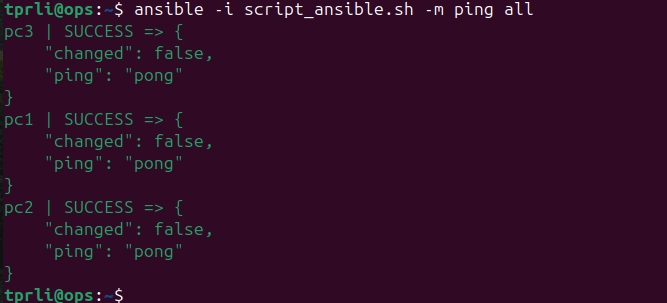 tprli@ops:~$ ansible -i script_ansible.sh -m ping all
pc3 | SUCCESS => {
    "changed": false,
    "ping": "pong"
}
pc1 | SUCCESS => {
    "changed": false,
    "ping": "pong"
}
pc2 | SUCCESS => {
    "changed": false,
    "ping": "pong"
}
tprli@ops:~$